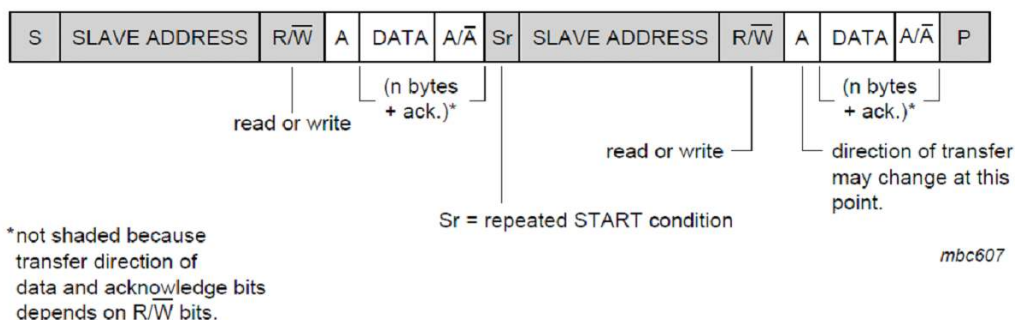 S SLAVE ADDRESS R/W̅ A DATA A/A̅ Sr SLAVE ADDRESS R/W̅ A DATA A/A̅ P
(n bytes
+ ack.)*
read or write
(n bytes
+ ack.)*
read or write
direction of transfer
may change at this
point.
Sr = repeated START condition
*not shaded because
transfer direction of
data and acknowledge bits
depends on R/W̅ bits.
mbc607